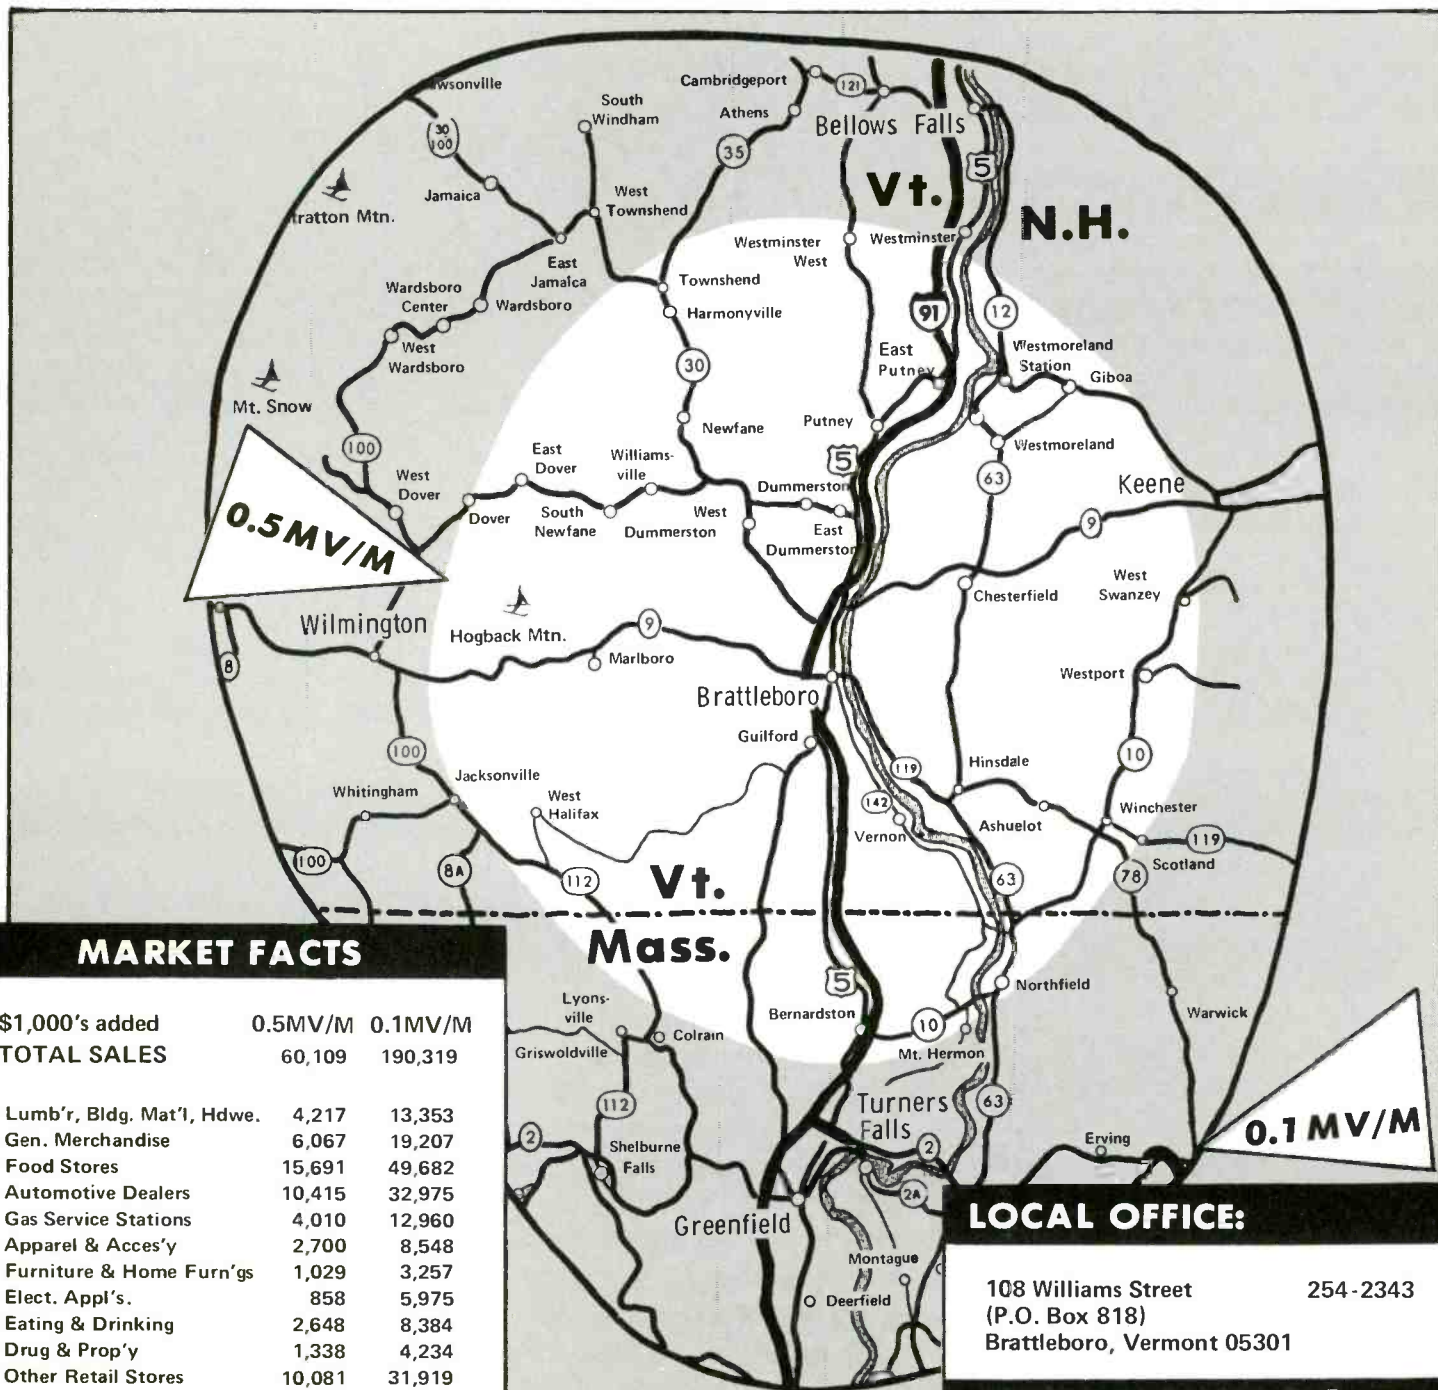 wsonville
Cambridgeport
121
South
Windham
Athens
Bellows Falls
30
100
35
5
Jamaica
West
Townshend
Vt.
N.H.
tratton Mtn.
Westminster
West
Westminster
East
Jamaica
Townshend
Wardsboro
Center
Wardsboro
Harmonyville
91
12
West
Wardsboro
East
Putney
Westmoreland
Station
Giboa
30
Mt. Snow
Newfane
Putney
Westmoreland
100
East
Dover
Williams-
ville
5
63
Keene
West
Dover
Dummerston
0.5MV/M
Dover
South
Newfane
Dummerston
West
East
Dummerston
9
West
Swanzey
Chesterfield
Wilmington
Hogback Mtn.
9
8
Marlboro
Westport
Brattleboro
Guilford
100
10
119
Hinsdale
Jacksonville
Whitingham
West
Halifax
142
Winchester
Vernon
Ashuelot
119
Scotland
100
8A
112
Vt.
63
78
Mass.
5
Northfield
Lyons-
ville
Colrain
Griswoldville
Bernardston
10
Mt. Hermon
Warwick
112
63
Turners
Falls
2
Shelburne
Falls
2
Erving
0.1 MV/M
2A
Greenfield
Montague
Deerfield
MARKET FACTS
$1,000's added 0.5MV/M 0.1MV/M
TOTAL SALES 60,109 190,319
Lumb'r, Bldg. Mat'l, Hdwe. 4,217 13,353
Gen. Merchandise 6,067 19,207
Food Stores 15,691 49,682
Automotive Dealers 10,415 32,975
Gas Service Stations 4,010 12,960
Apparel & Acces'y 2,700 8,548
Furniture & Home Furn'gs 1,029 3,257
Elect. Appl's. 858 5,975
Eating & Drinking 2,648 8,384
Drug & Prop'y 1,338 4,234
Other Retail Stores 10,081 31,919
LOCAL OFFICE:
108 Williams Street 254-2343
(P.O. Box 818)
Brattleboro, Vermont 05301